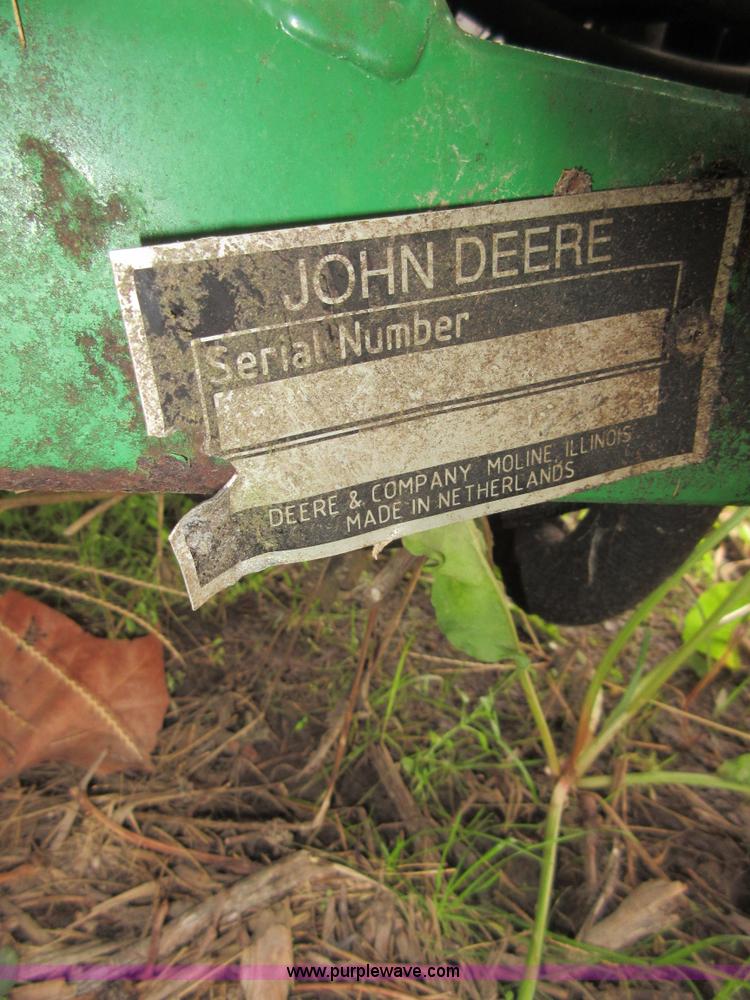 JOHN DEERE
Serial Number
DEERE & COMPANY MOLINE, ILLINOIS
MADE IN NETHERLANDS
www.purplewave.com